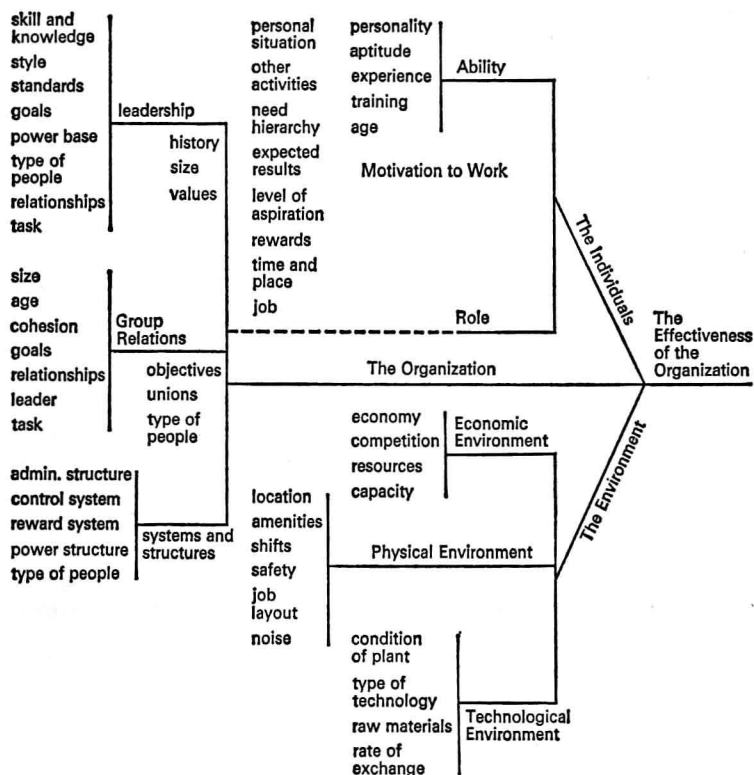 skill and
knowledge
style
standards
goals
power base
type of
people
relationships
task
leadership
history
size
values
personal
situation
other
activities
need
hierarchy
expected
results
level of
aspiration
rewards
time and
place
job
personality
aptitude
experience
training
age
Ability
Motivation to Work
Role
The Individuals
size
age
cohesion
goals
relationships
leader
task
Group
Relations
objectives
unions
type of
people
The Organization
The
Effectiveness
of the
Organization
admin. structure
control system
reward system
power structure
type of people
systems and
structures
economy
competition
resources
capacity
Economic
Environment
The Environment
location
amenities
shifts
safety
job
layout
noise
Physical Environment
condition
of plant
type of
technology
raw materials
rate of
exchange
Technological
Environment